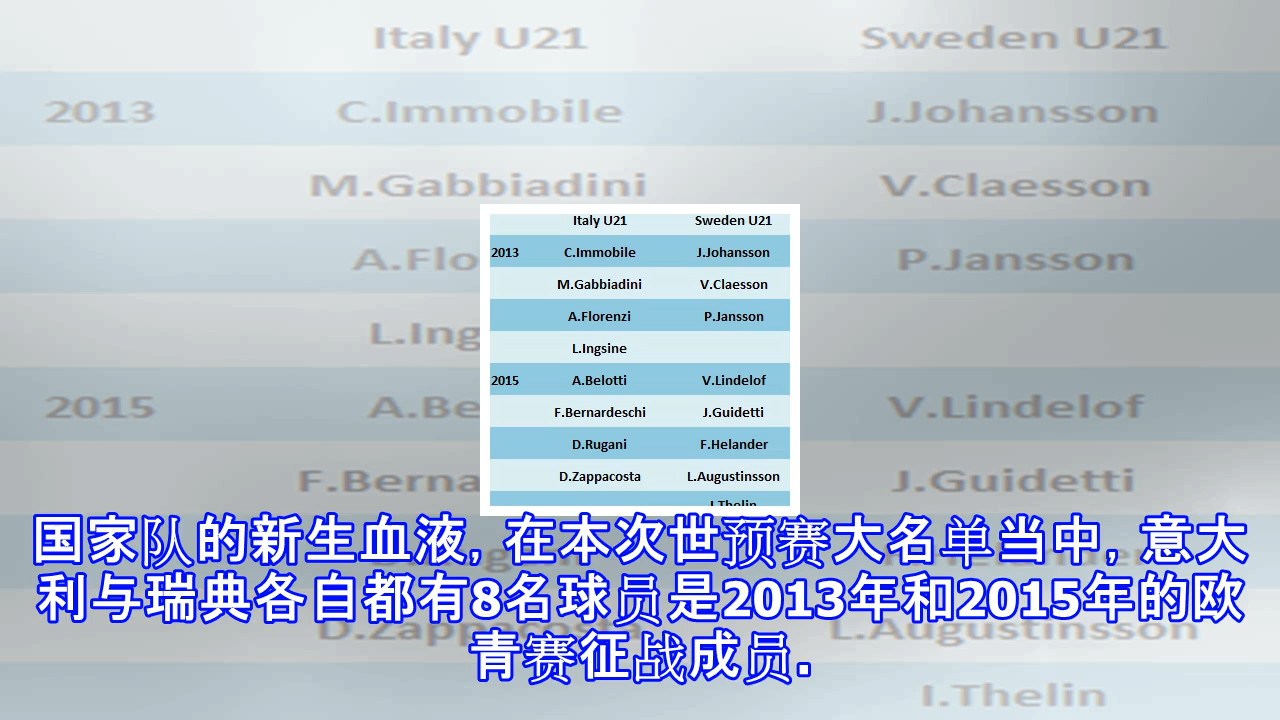 Italy U21 Sweden U21
2013 C.Immobile J.Johansson
M.Gabbiadini V.Claesson
A.Florenzi P.Jansson
L.Ingsine
2015 A.Belotti V.Lindelof
F.Bernardeschi J.Guidetti
D.Rugani F.Helander
D.Zappacosta L.Augustinsson
I.Thelin
国家队的新生血液, 在本次世预赛大名单当中, 意大
利与瑞典各自都有8名球员是2013年和2015年的欧
青赛征战成员.